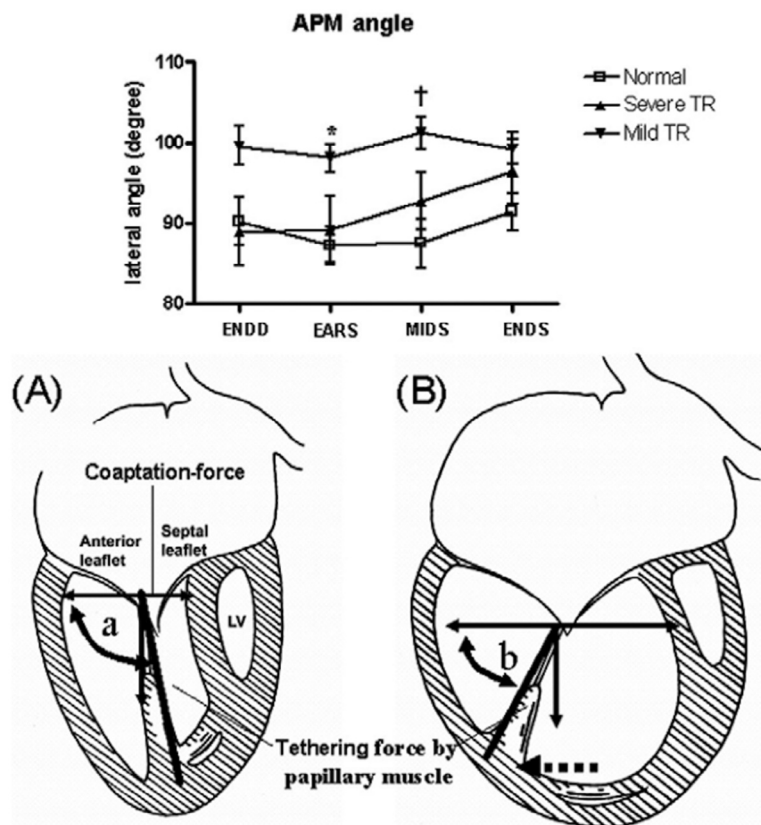 APM angle
110
100
90
80
lateral angle (degree)
*
†
ENDD
EARS
MIDS
ENDS
Normal
Severe TR
Mild TR
(A)
(B)
Coaptation-force
Anterior leaflet
Septal leaflet
a
LV
b
Tethering force by
papillary muscle